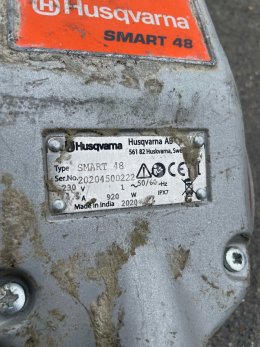 Husqvarna
SMART 48
Husqvarna Husqvarna AB
561 82 Huskvarna, Swe
Type SMART 48
Ser.No. 20204500222
230 V 1 ~ 50/60 Hz
A 920 W IPX7
Made in India 2020